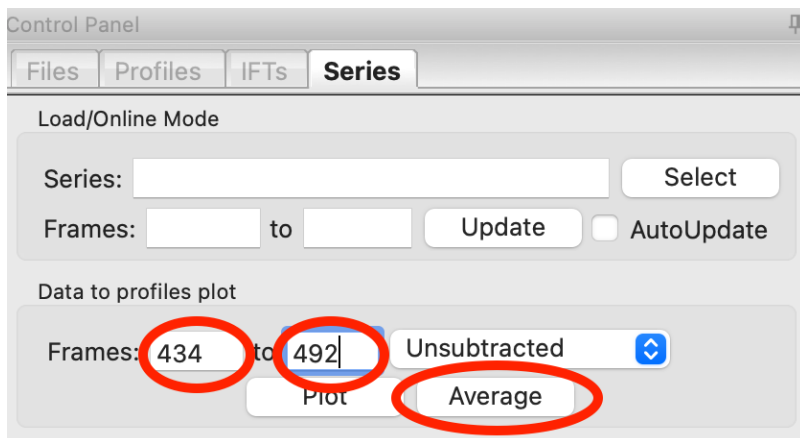 Control Panel
Files Profiles IFTs Series
Load/Online Mode
Series: Select
Frames: to Update AutoUpdate
Data to profiles plot
Frames: 434 to 492 Unsubtracted
Plot Average